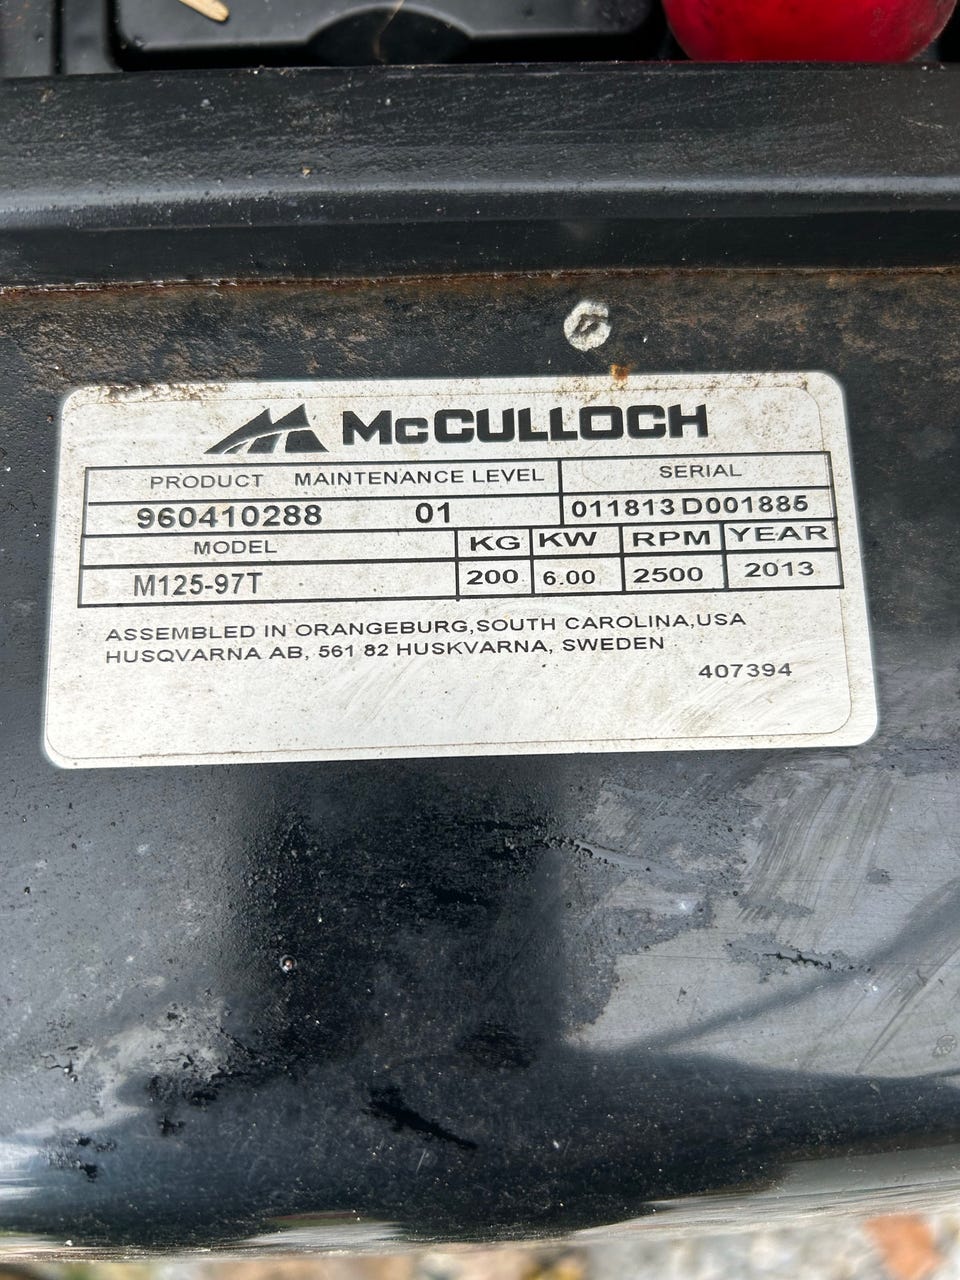 McCULLOCH
PRODUCT MAINTENANCE LEVEL SERIAL
960410288 01 011813 D001885
MODEL KG KW RPM YEAR
M125-97T 200 6.00 2500 2013
ASSEMBLED IN ORANGEBURG,SOUTH CAROLINA,USA
HUSQVARNA AB, 561 82 HUSKVARNA, SWEDEN
407394